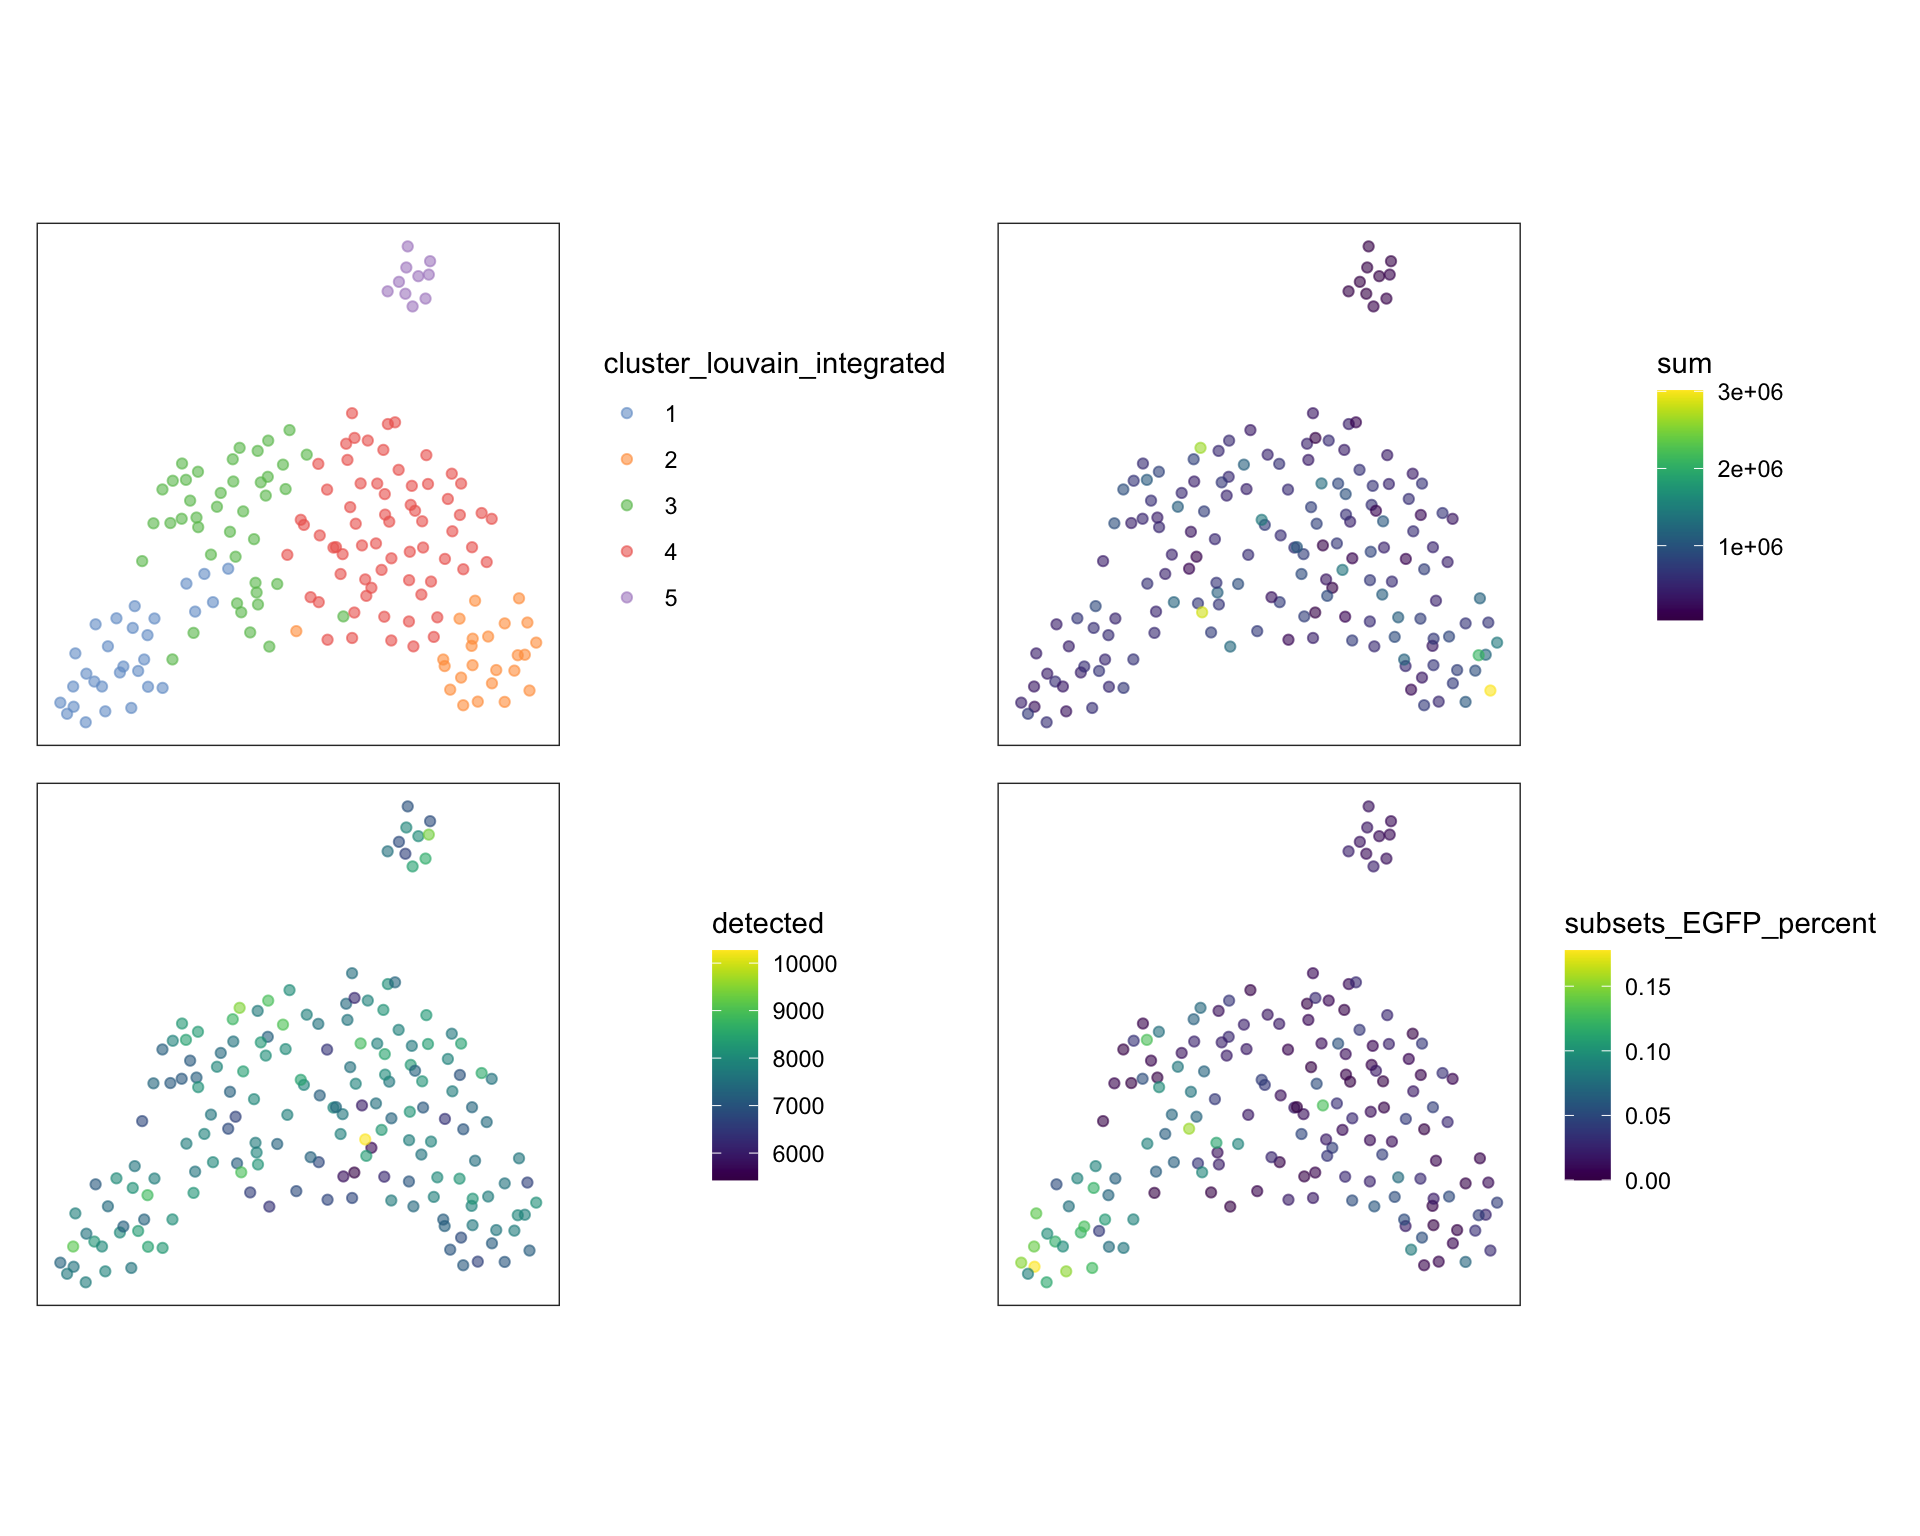 cluster_louvain_integrated
1
2
3
4
5
sum
3e+06
2e+06
1e+06
detected
10000
9000
8000
7000
6000
subsets_EGFP_percent
0.15
0.10
0.05
0.00